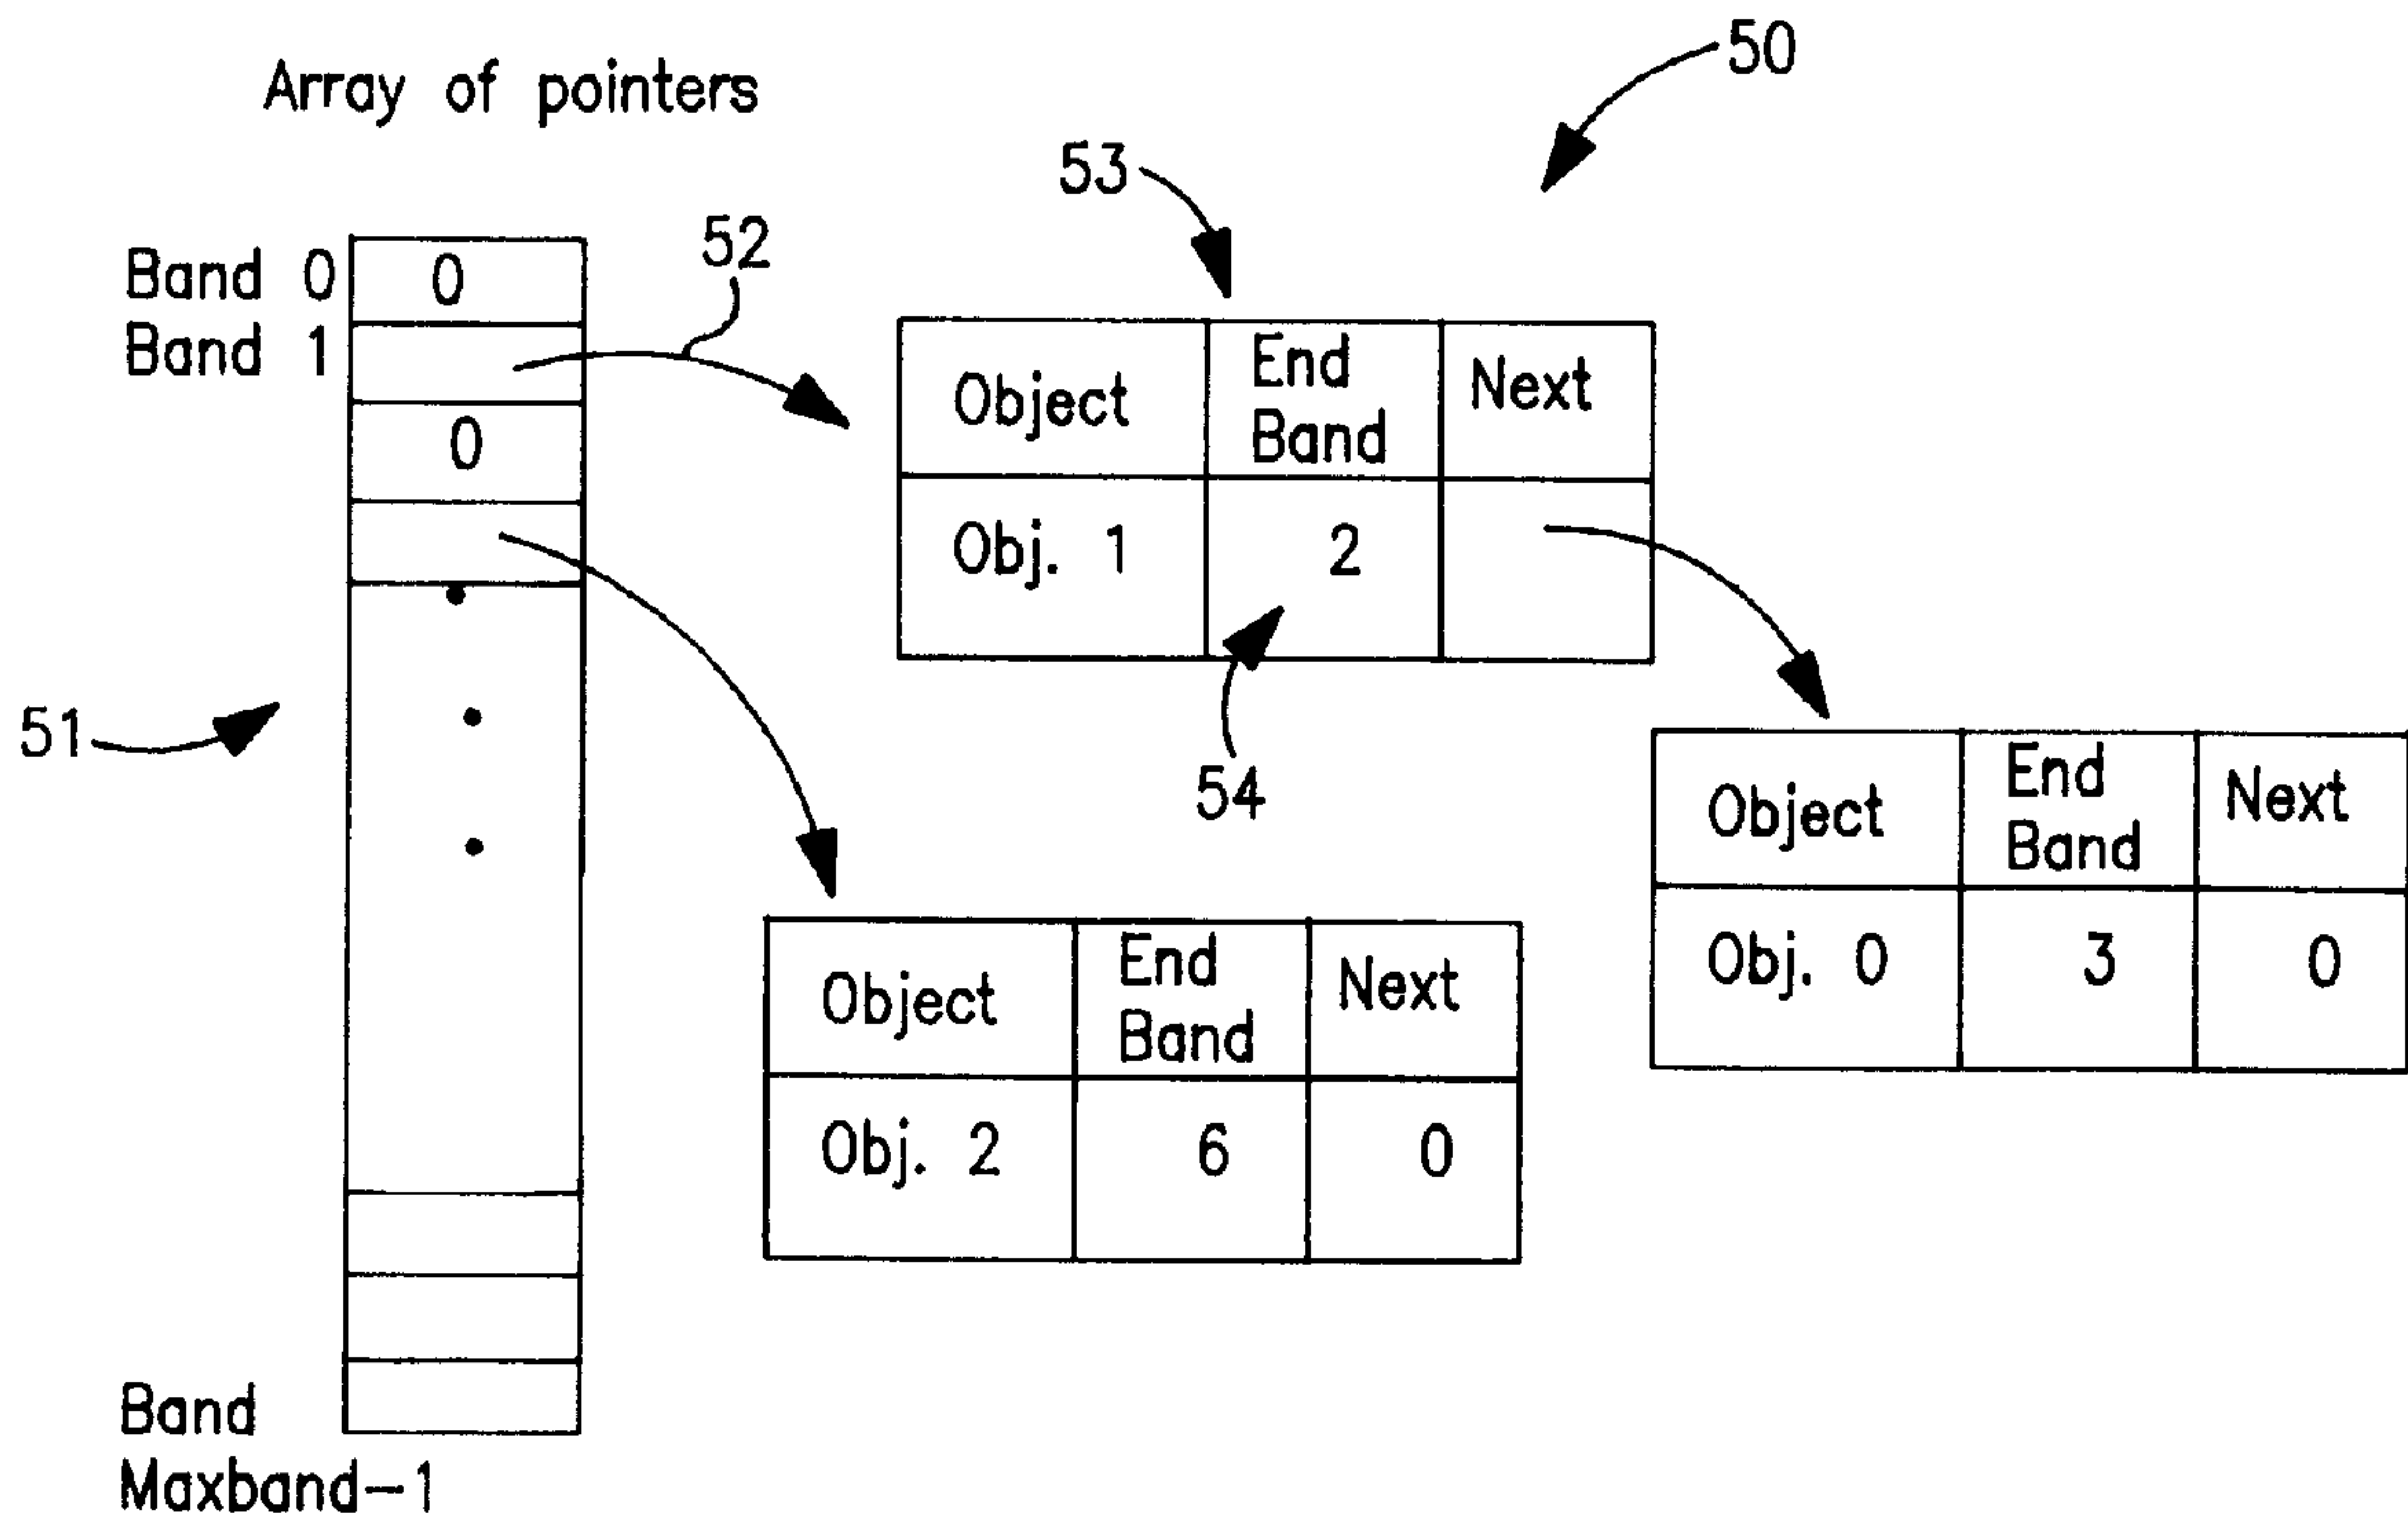 50
Array of pointers
53
52
Band 0 0
Band 1
0
Object End Band Next
Obj. 1 2
51
54
Object End Band Next
Obj. 0 3 0
Object End Band Next
Obj. 2 6 0
Band
Maxband-1